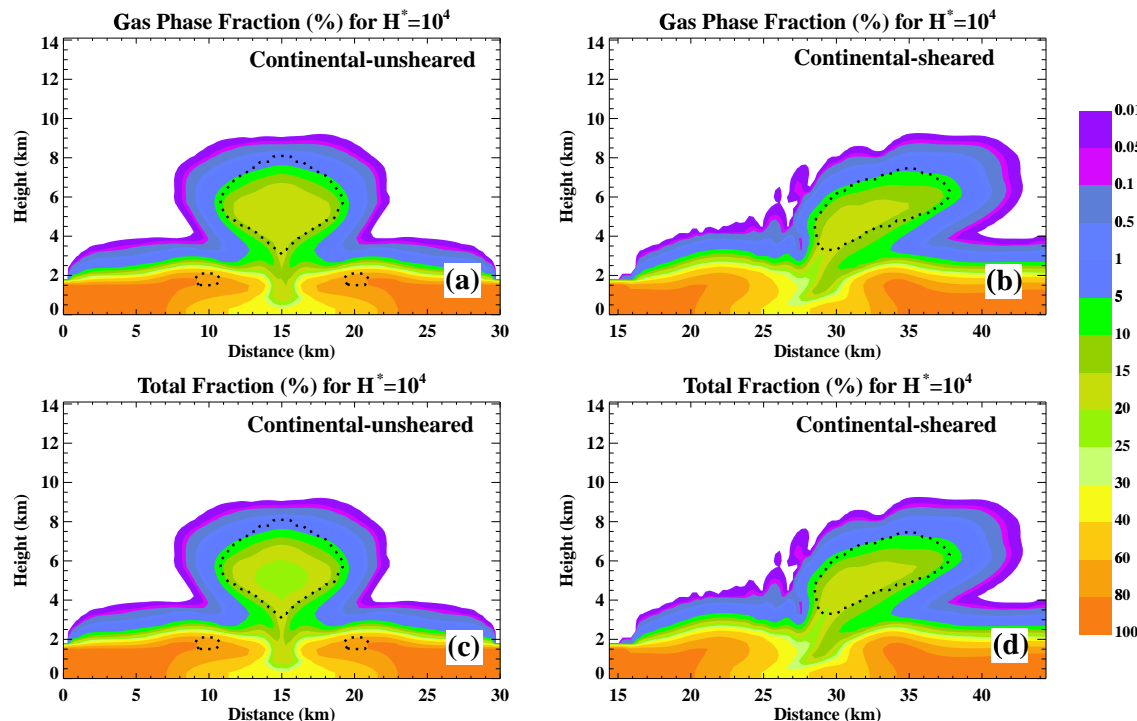 Gas Phase Fraction (%) for H*=10⁴
Continental-unsheared
Height (km)
14
12
10
8
6
4
2
0
(a)
0 5 10 15 20 25 30
Distance (km)
Gas Phase Fraction (%) for H*=10⁴
Continental-sheared
Height (km)
14
12
10
8
6
4
2
0
(b)
15 20 25 30 35 40
Distance (km)
Total Fraction (%) for H*=10⁴
Continental-unsheared
Height (km)
14
12
10
8
6
4
2
0
(c)
0 5 10 15 20 25 30
Distance (km)
Total Fraction (%) for H*=10⁴
Continental-sheared
Height (km)
14
12
10
8
6
4
2
0
(d)
15 20 25 30 35 40
Distance (km)
0.01
0.05
0.1
0.5
1
5
10
15
20
25
30
40
60
80
100